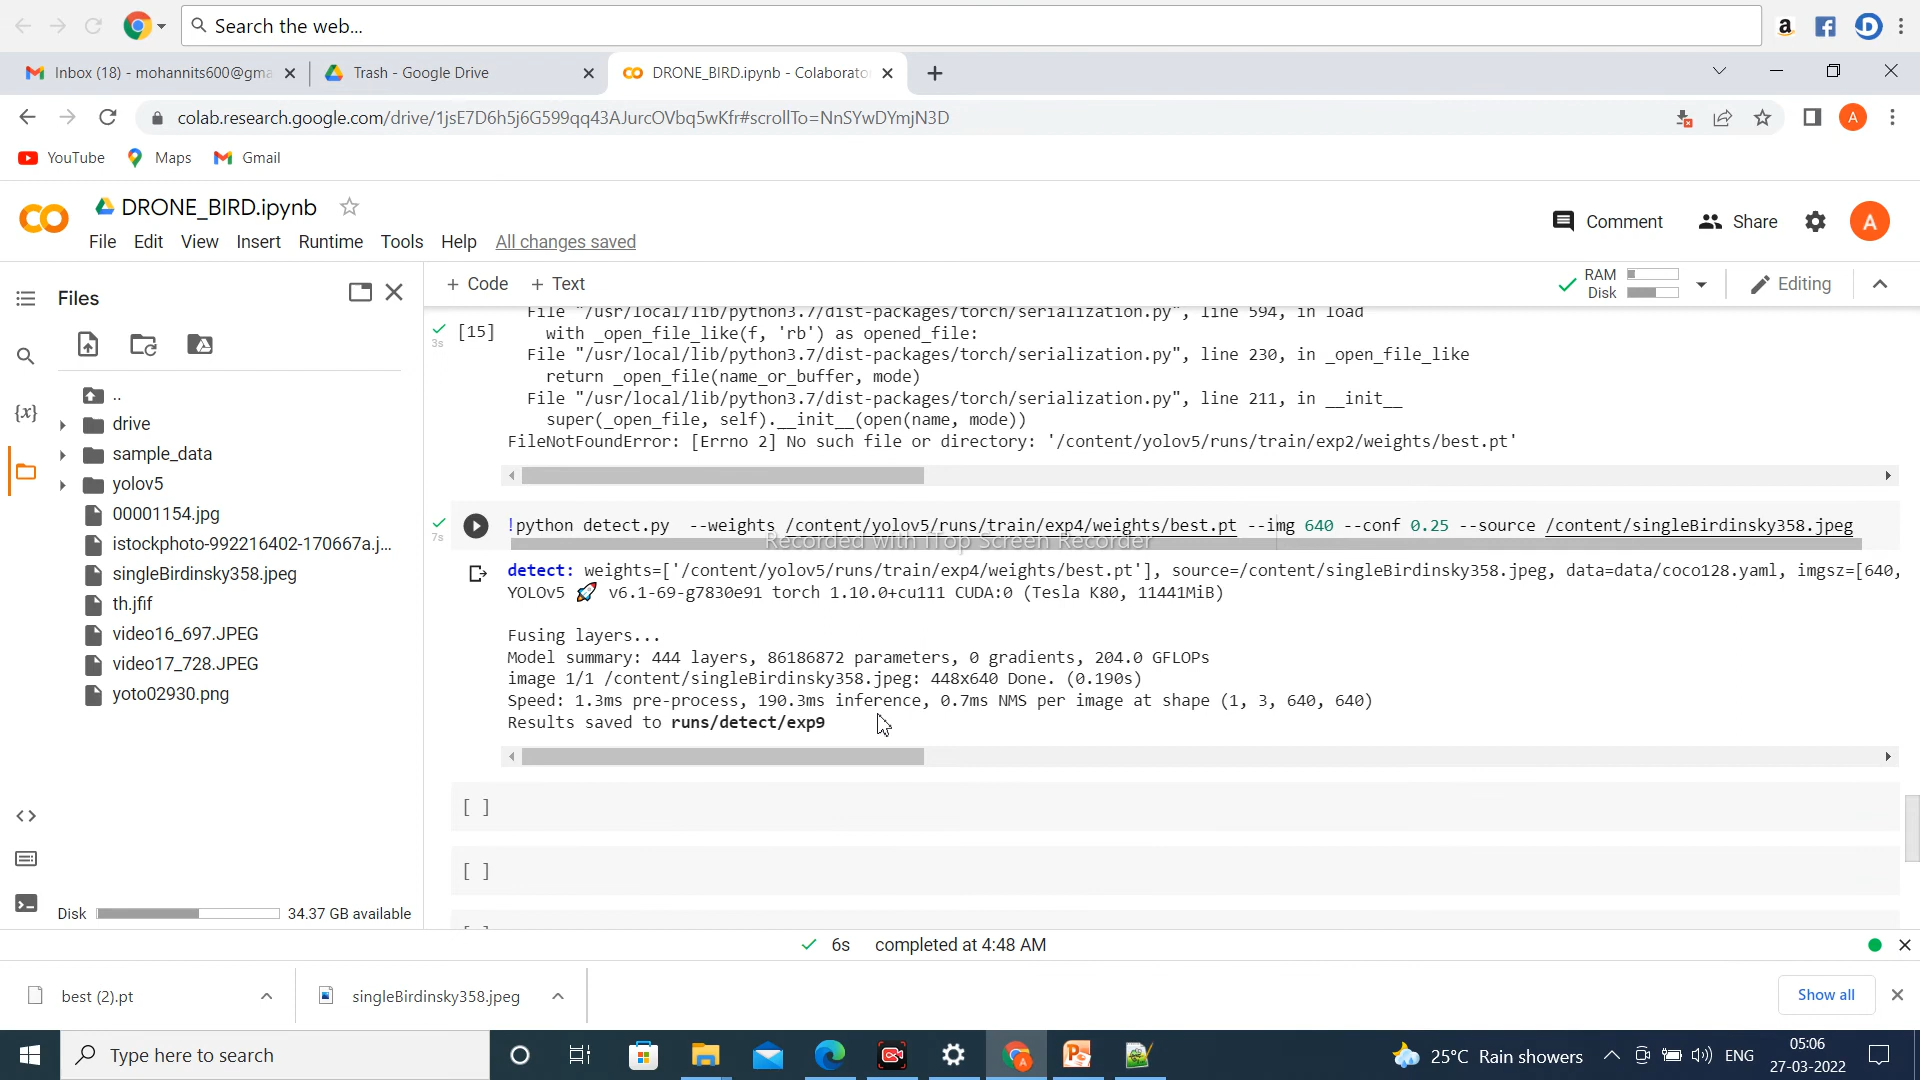 Search the web...
Inbox (18) - mohannits600@gma
Trash - Google Drive
DRONE_BIRD.ipynb - Colaborato
colab.research.google.com/drive/1jsE7D6h5j6G599qq43AJurcOVbq5wKfr#scrollTo=NnSYwDYmjN3D
A
YouTube
Maps
Gmail
DRONE_BIRD.ipynb
File Edit View Insert Runtime Tools Help All changes saved
Comment
Share
A
Files
+ Code + Text
RAM
Disk
Editing
..
drive
sample_data
yolov5
00001154.jpg
istockphoto-992216402-170667a.j...
singleBirdinsky358.jpeg
th.jfif
video16_697.JPEG
video17_728.JPEG
yoto02930.png
{x}
Disk
34.37 GB available
3s
[15]
File "/usr/local/lib/python3.7/dist-packages/torch/serialization.py", line 594, in load
with _open_file_like(f, 'rb') as opened_file:
File "/usr/local/lib/python3.7/dist-packages/torch/serialization.py", line 230, in _open_file_like
return _open_file(name_or_buffer, mode)
File "/usr/local/lib/python3.7/dist-packages/torch/serialization.py", line 211, in __init__
super(_open_file, self).__init__(open(name, mode))
FileNotFoundError: [Errno 2] No such file or directory: '/content/yolov5/runs/train/exp2/weights/best.pt'
7s
!python detect.py  --weights /content/yolov5/runs/train/exp4/weights/best.pt --img 640 --conf 0.25 --source /content/singleBirdinsky358.jpeg
Recorded with iTop Screen Recorder
detect: weights=['/content/yolov5/runs/train/exp4/weights/best.pt'], source=/content/singleBirdinsky358.jpeg, data=data/coco128.yaml, imgsz=[640,
YOLOv5 🚀 v6.1-69-g7830e91 torch 1.10.0+cu111 CUDA:0 (Tesla K80, 11441MiB)
Fusing layers...
Model summary: 444 layers, 86186872 parameters, 0 gradients, 204.0 GFLOPs
image 1/1 /content/singleBirdinsky358.jpeg: 448x640 Done. (0.190s)
Speed: 1.3ms pre-process, 190.3ms inference, 0.7ms NMS per image at shape (1, 3, 640, 640)
Results saved to runs/detect/exp9
[ ]
[ ]
6s completed at 4:48 AM
best (2).pt
singleBirdinsky358.jpeg
Show all
Type here to search
25°C Rain showers
ENG
05:06
27-03-2022